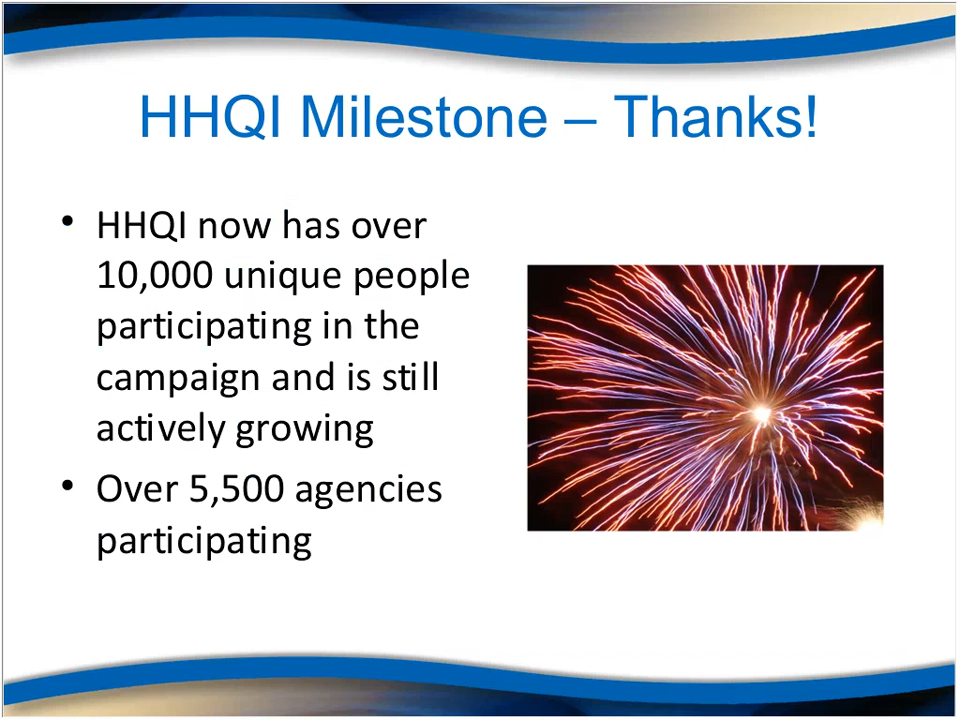 HHQI Milestone – Thanks!
• HHQI now has over
10,000 unique people
participating in the
campaign and is still
actively growing
• Over 5,500 agencies
participating